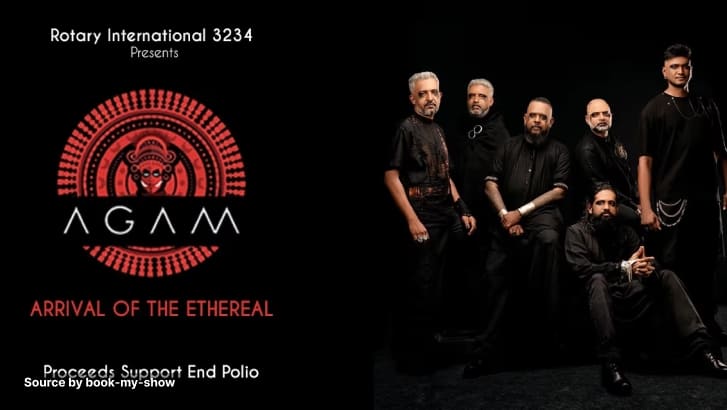 Rotary International 3234
Presents
AGAM
ARRIVAL OF THE ETHEREAL
Proceeds Support End Polio
Source by book-my-show